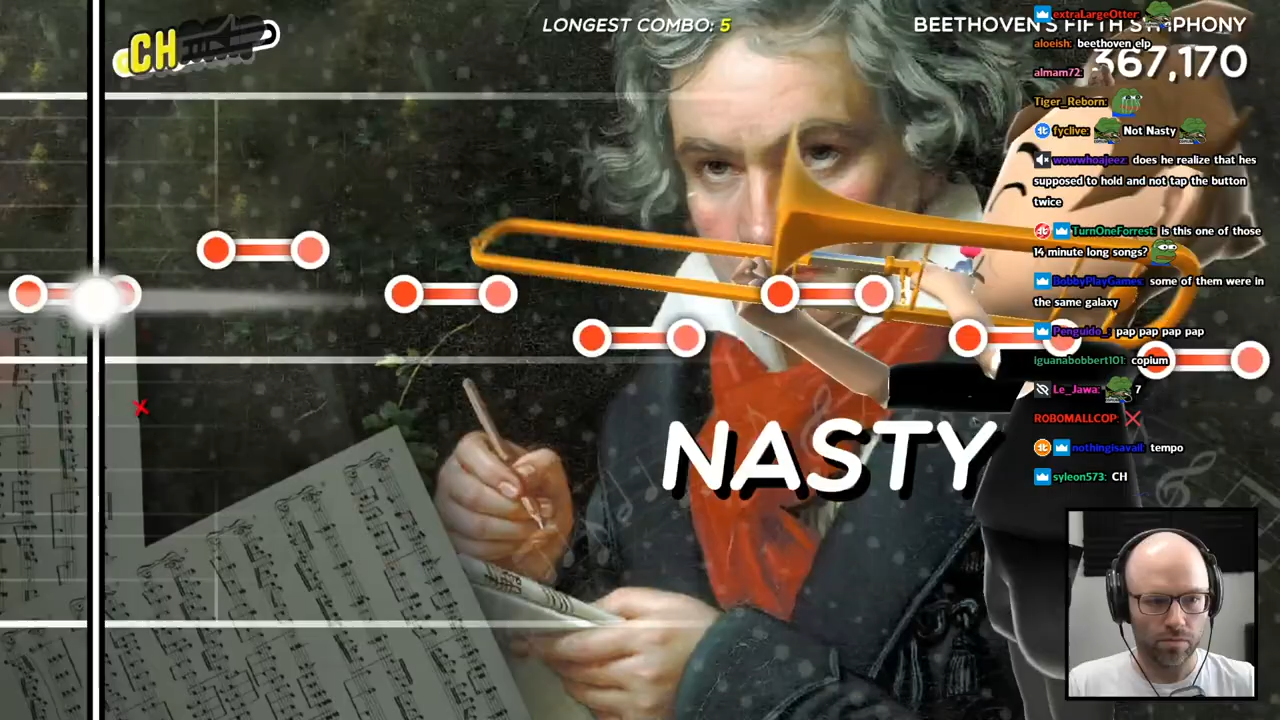 CH
LONGEST COMBO: 5
BEETHOVEN'S FIFTH SYMPHONY
367,170
extraLargeOtter:
aloeish: beethoven elp
almam72:
Tiger_Reborn:
fyclive: Not Nasty
wowwhoajeez: does he realize that hes
supposed to hold and not tap the button
twice
TurnOneForrest: is this one of those
14 minute long songs?
BobbyPlayGames: some of them were in
the same galaxy
Penguido_: pap pap pap pap
iguanabobbert101: copium
Le_Jawa: 7
ROBOMALLCOP:
nothingisavail: tempo
syleon573: CH
NASTY